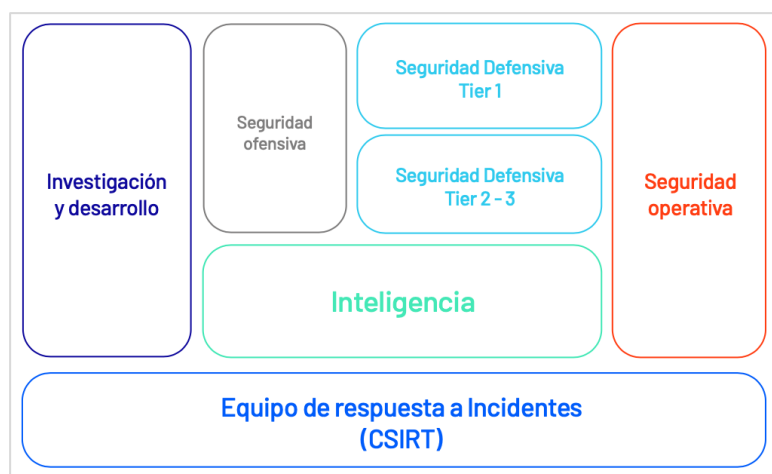 Investigación
y desarrollo
Seguridad
ofensiva
Seguridad Defensiva
Tier 1
Seguridad Defensiva
Tier 2 - 3
Seguridad
operativa
Inteligencia
Equipo de respuesta a Incidentes
(CSIRT)